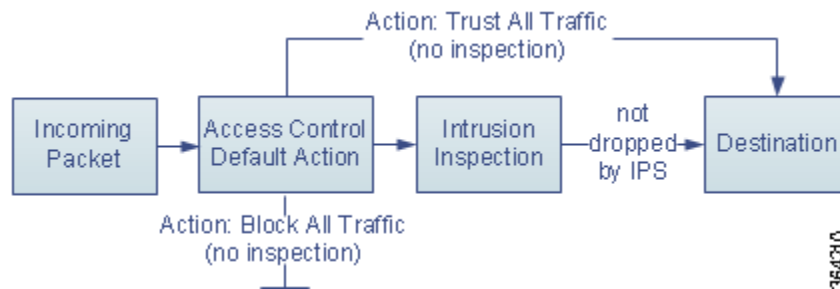 Action: Trust All Traffic
(no inspection)
Incoming
Packet
Access Control
Default Action
Intrusion
Inspection
not
dropped
by IPS
Destination
Action: Block All Traffic
(no inspection)